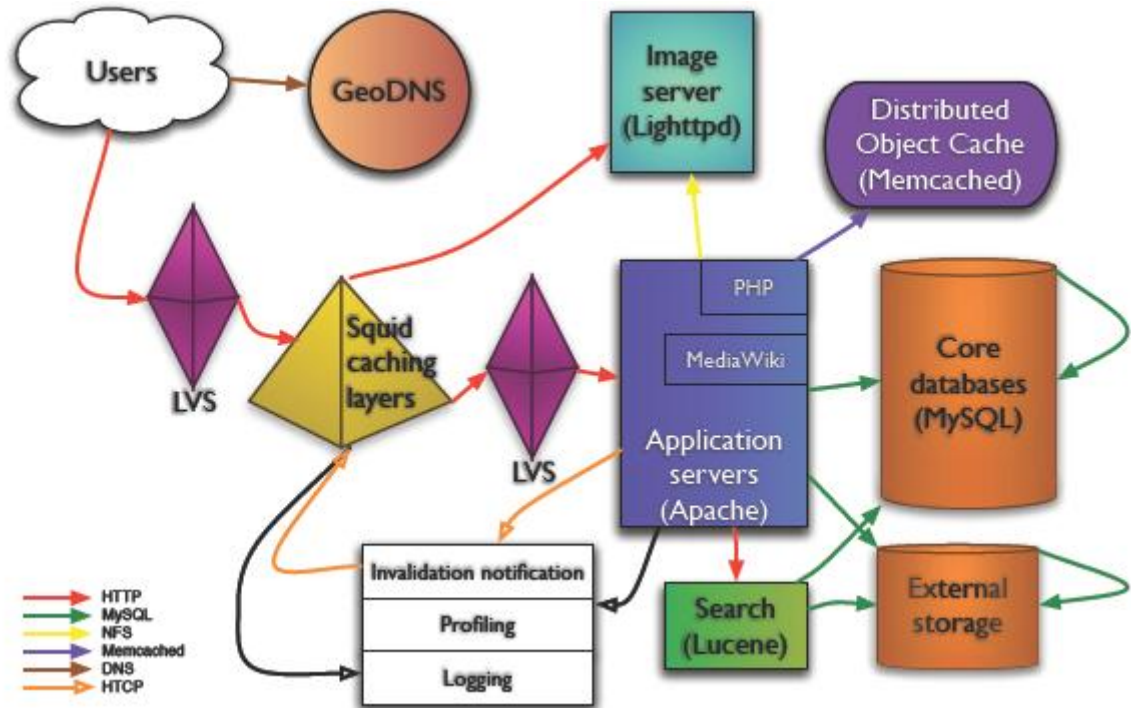 Users
GeoDNS
Image
server
(Lighttpd)
Distributed
Object Cache
(Memcached)
LVS
Squid
caching
layers
LVS
PHP
MediaWiki
Application
servers
(Apache)
Core
databases
(MySQL)
Invalidation notification
Profiling
Logging
Search
(Lucene)
External
storage
HTTP
MySQL
NFS
Memcached
DNS
HTCP